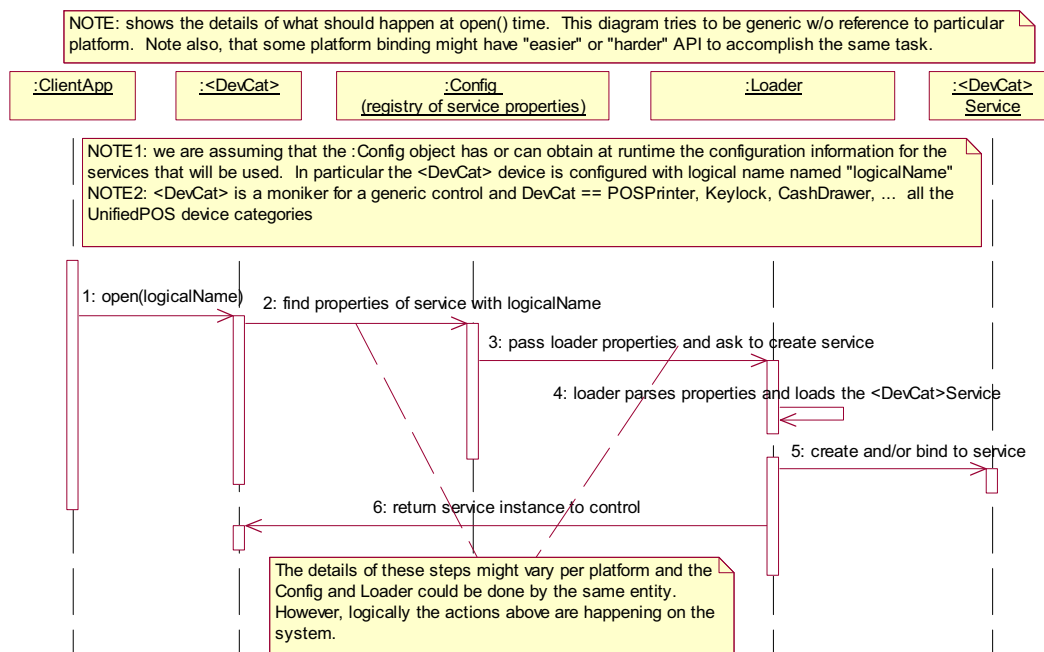 NOTE: shows the details of what should happen at open() time.  This diagram tries to be generic w/o reference to particular
platform.  Note also, that some platform binding might have "easier" or "harder" API to accomplish the same task.
:ClientApp
:<DevCat>
:Config
(registry of service properties)
:Loader
:<DevCat>
Service
NOTE1: we are assuming that the :Config object has or can obtain at runtime the configuration information for the
services that will be used.  In particular the <DevCat> device is configured with logical name named "logicalName"
NOTE2: <DevCat> is a moniker for a generic control and DevCat == POSPrinter, Keylock, CashDrawer, ...  all the
UnifiedPOS device categories
1: open(logicalName)
2: find properties of service with logicalName
3: pass loader properties and ask to create service
4: loader parses properties and loads the <DevCat>Service
5: create and/or bind to service
6: return service instance to control
The details of these steps might vary per platform and the
Config and Loader could be done by the same entity.
However, logically the actions above are happening on the
system.